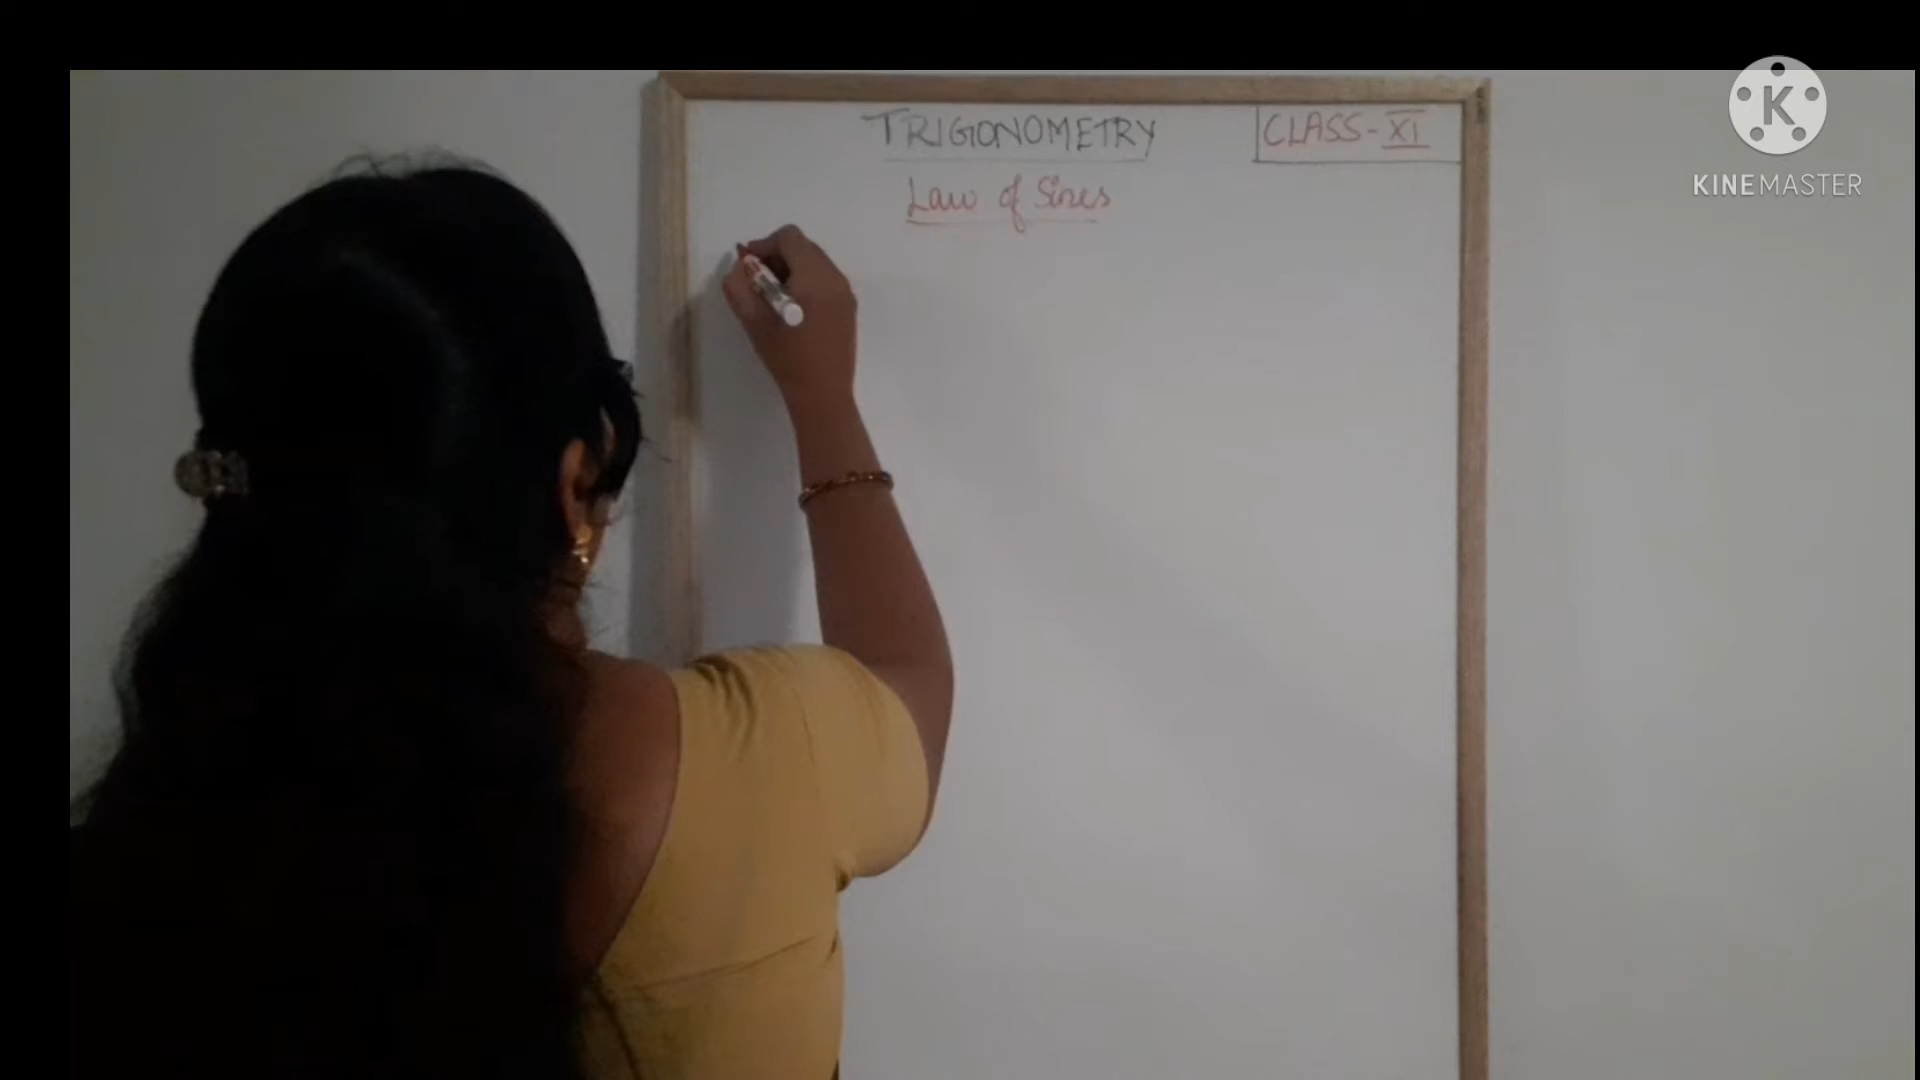 TRIGONOMETRY
CLASS-XI
Law of Sines
K
KINEMASTER